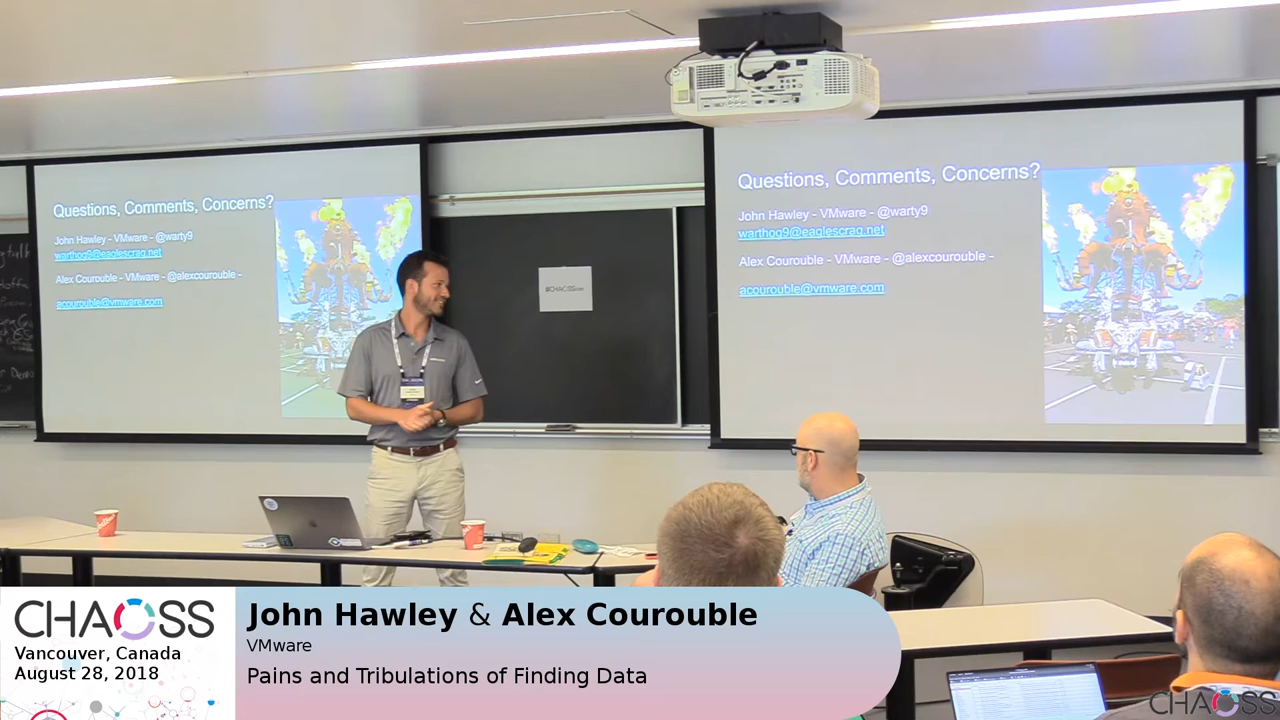 Questions, Comments, Concerns?
John Hawley - VMware - @warty9
warthog9@eaglescrag.net
Alex Courouble - VMware - @alexcourouble -
acourouble@vmware.com
#CHAOSScon
Questions, Comments, Concerns?
John Hawley - VMware - @warty9
warthog9@eaglescrag.net
Alex Courouble - VMware - @alexcourouble -
acourouble@vmware.com
CHAOSS
Vancouver, Canada
August 28, 2018
John Hawley & Alex Courouble
VMware
Pains and Tribulations of Finding Data
CHAOSS